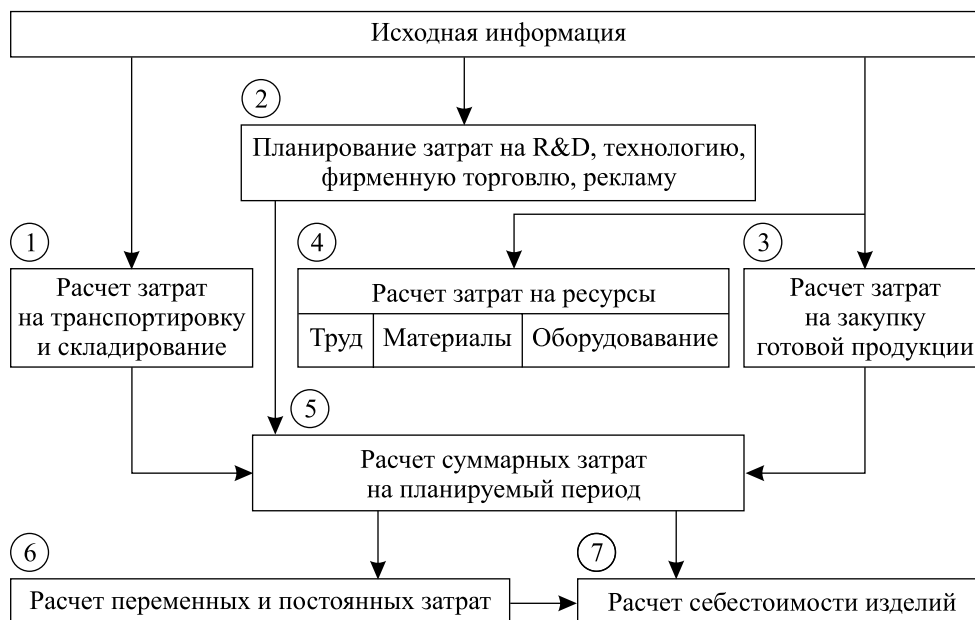 Исходная информация
2
Планирование затрат на R&D, технологию,
фирменную торговлю, рекламу
1
4
3
Расчет затрат
на транспортировку
и складирование
Расчет затрат на ресурсы
Труд Материалы Оборудовавание
Расчет затрат
на закупку
готовой продукции
5
Расчет суммарных затрат
на планируемый период
6
7
Расчет переменных и постоянных затрат
Расчет себестоимости изделий